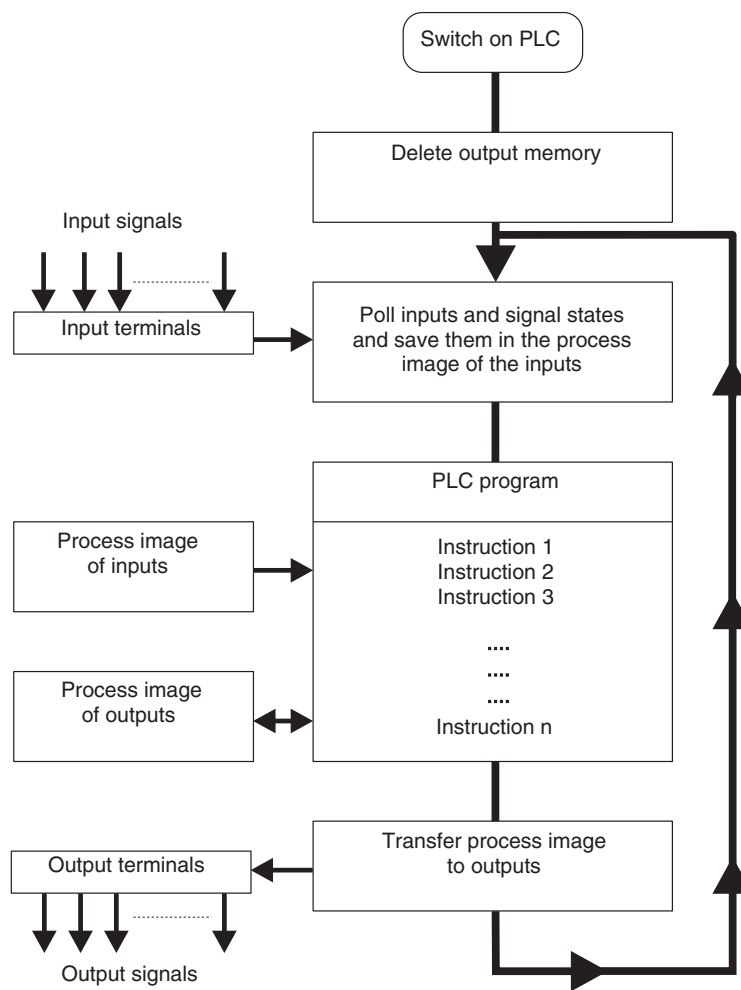 Switch on PLC
Delete output memory
Input signals
Input terminals
Poll inputs and signal states
and save them in the process
image of the inputs
PLC program
Process image
of inputs
Instruction 1
Instruction 2
Instruction 3
....
....
....
Instruction n
Process image
of outputs
Transfer process image
to outputs
Output terminals
Output signals